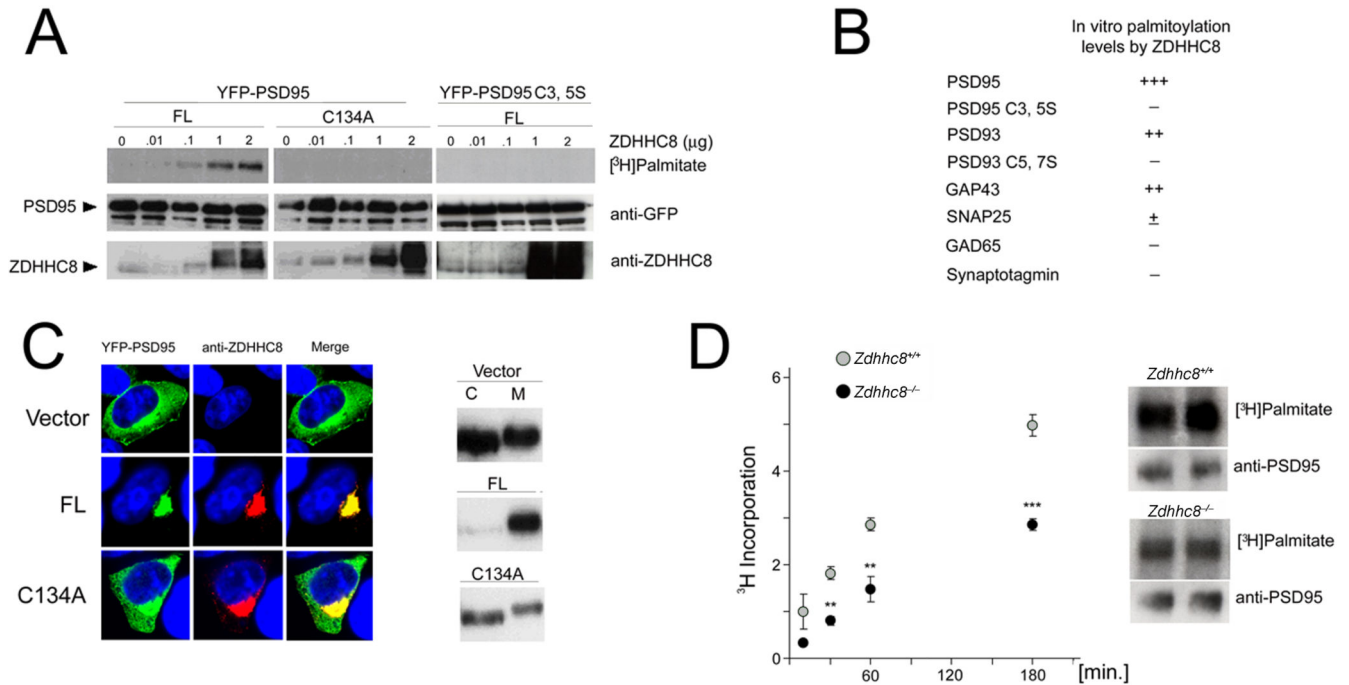 A
YFP-PSD95
YFP-PSD95 C3, 5S
FL
C134A
FL
0 .01 .1 1 2
0 .01 .1 1 2
0 .01 .1 1 2
ZDHHC8 (μg)
[³H]Palmitate
PSD95
anti-GFP
ZDHHC8
anti-ZDHHC8
B
In vitro palmitoylation
levels by ZDHHC8
PSD95 +++
PSD95 C3, 5S –
PSD93 ++
PSD93 C5, 7S –
GAP43 ++
SNAP25 ±
GAD65 –
Synaptotagmin –
C
YFP-PSD95 anti-ZDHHC8 Merge
Vector
FL
C134A
Vector
C M
FL
C134A
D
Zdhhc8⁺/⁺
Zdhhc8⁻/⁻
³H Incorporation
6
4
2
0
** ** ***
60 120 180 [min.]
Zdhhc8⁺/⁺
[³H]Palmitate
anti-PSD95
Zdhhc8⁻/⁻
[³H]Palmitate
anti-PSD95